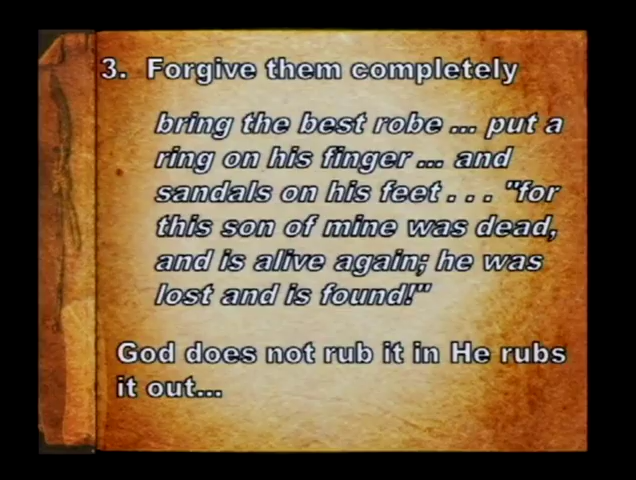 3. Forgive them completely
bring the best robe ... put a
ring on his finger ... and
sandals on his feet . . . "for
this son of mine was dead,
and is alive again; he was
lost and is found!"
God does not rub it in He rubs
it out...